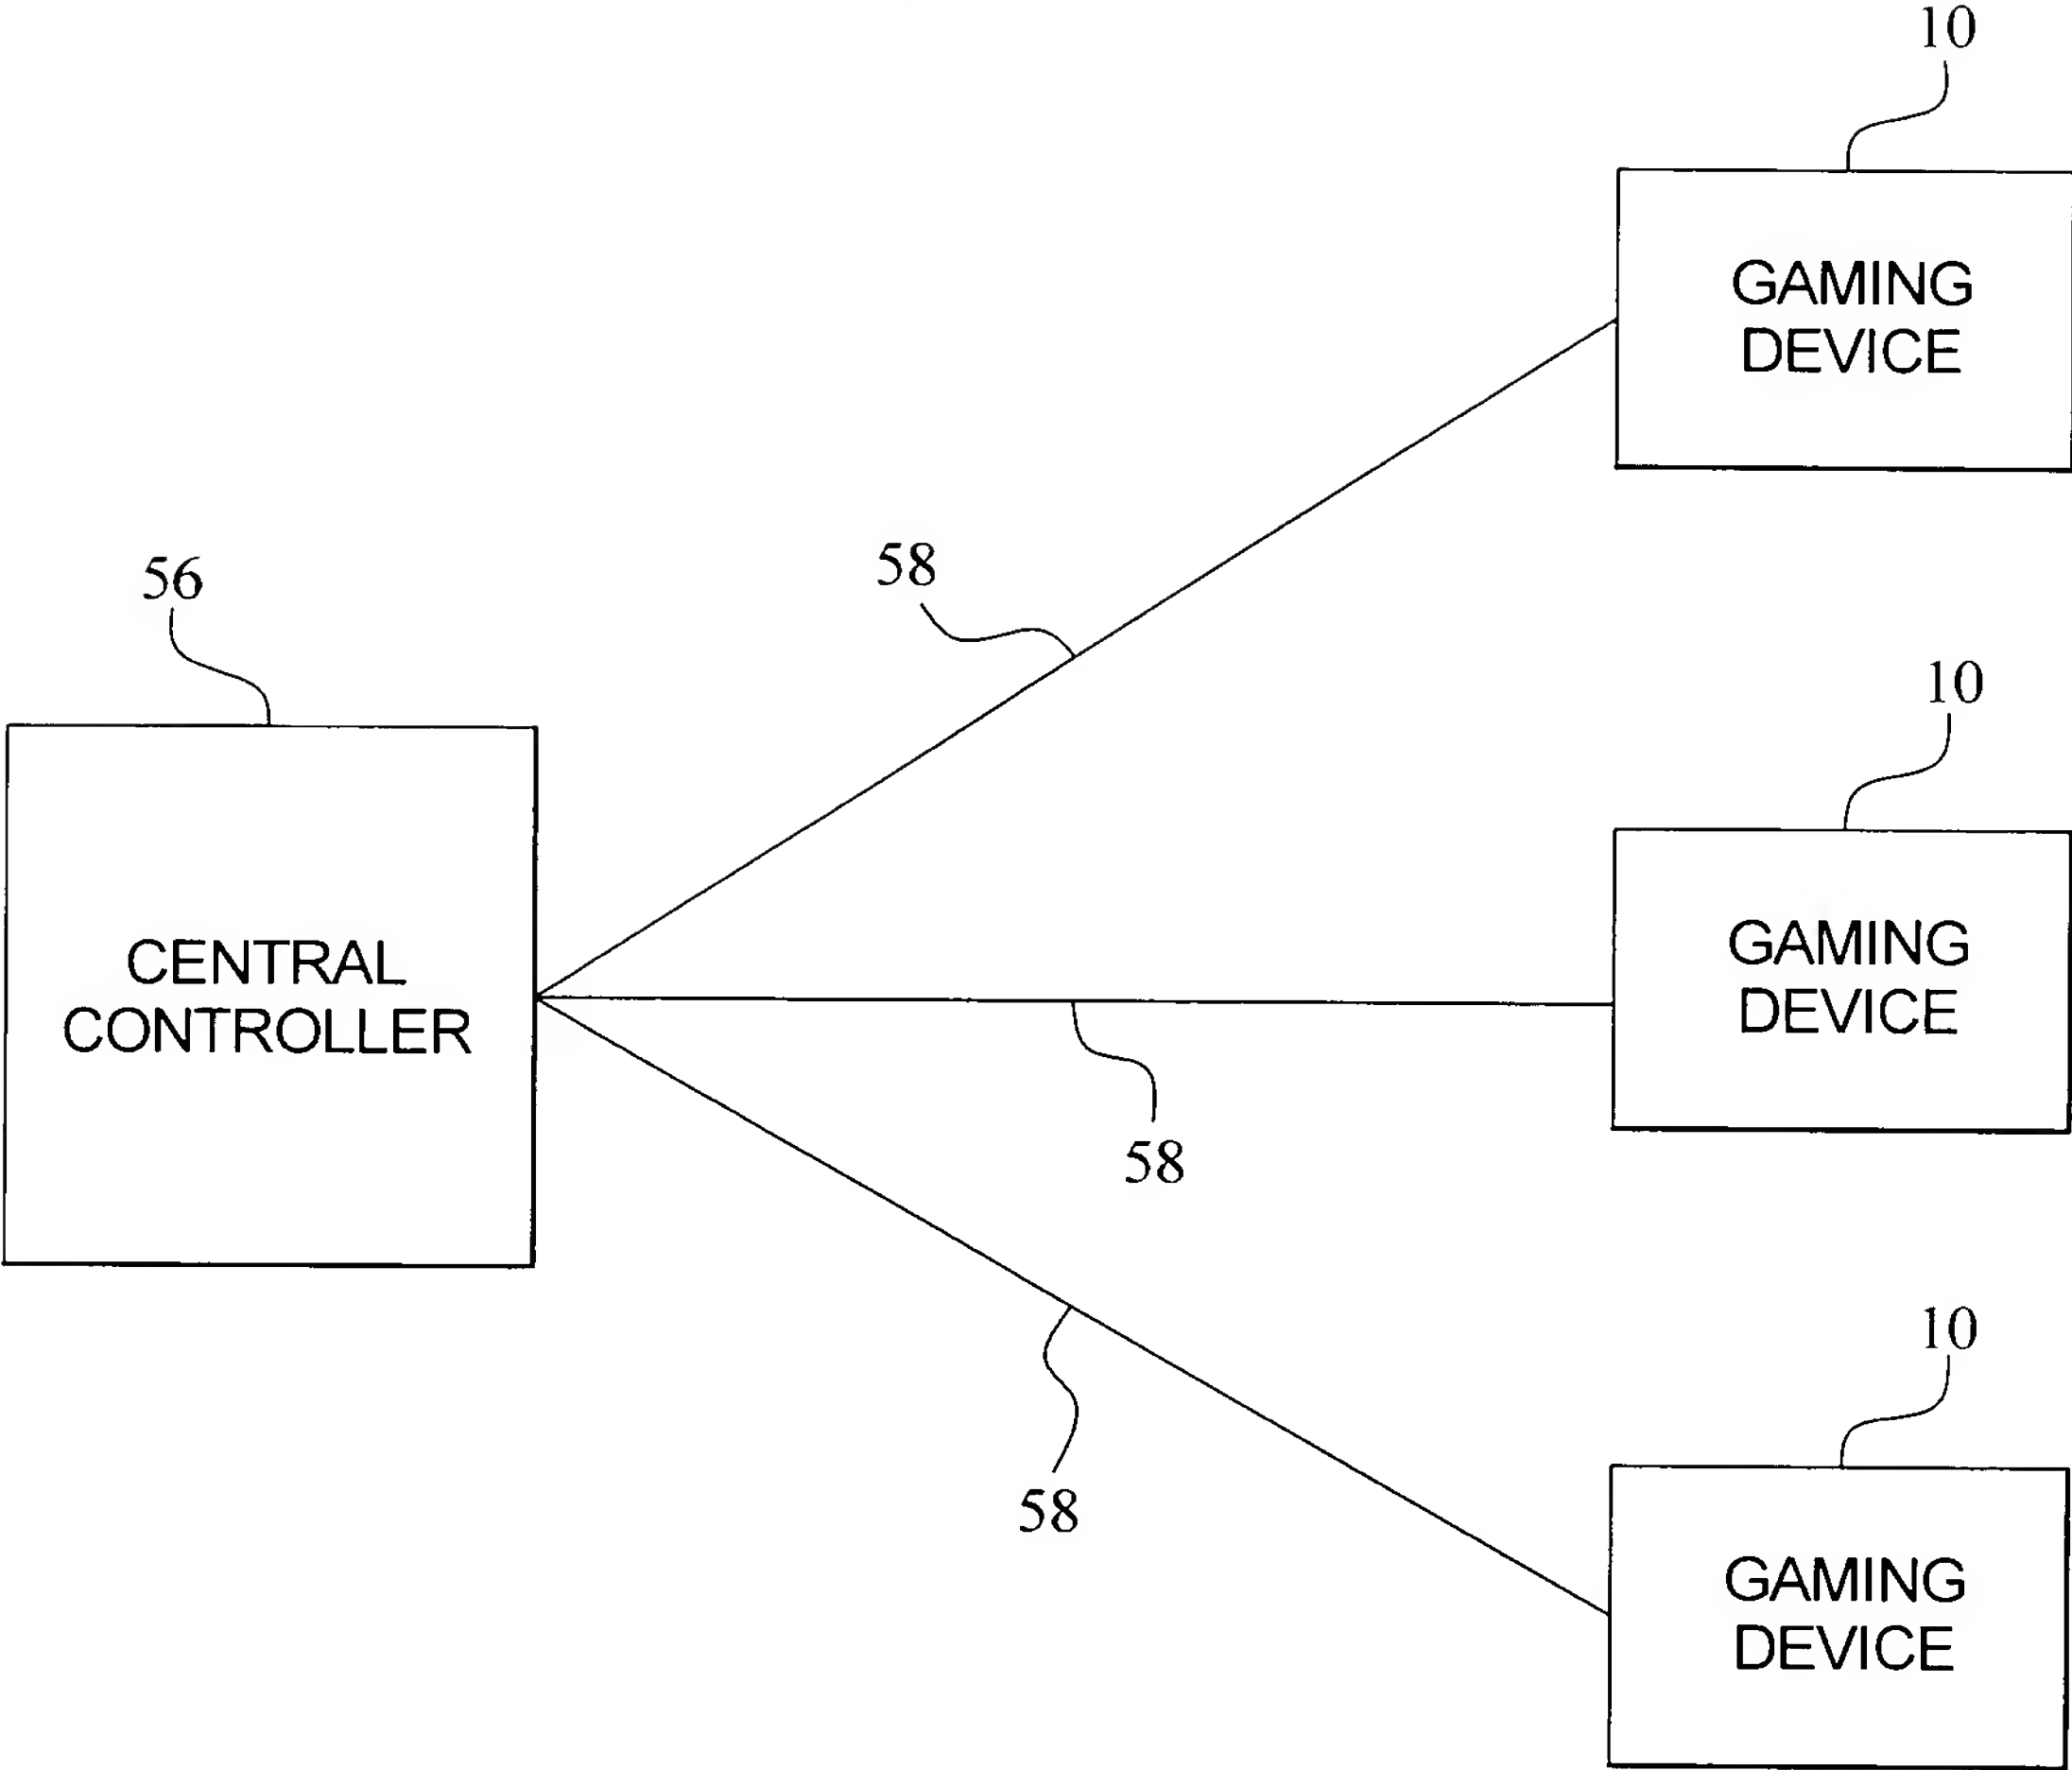 10
GAMING
DEVICE
58
56
10
CENTRAL
CONTROLLER
GAMING
DEVICE
58
10
58
GAMING
DEVICE